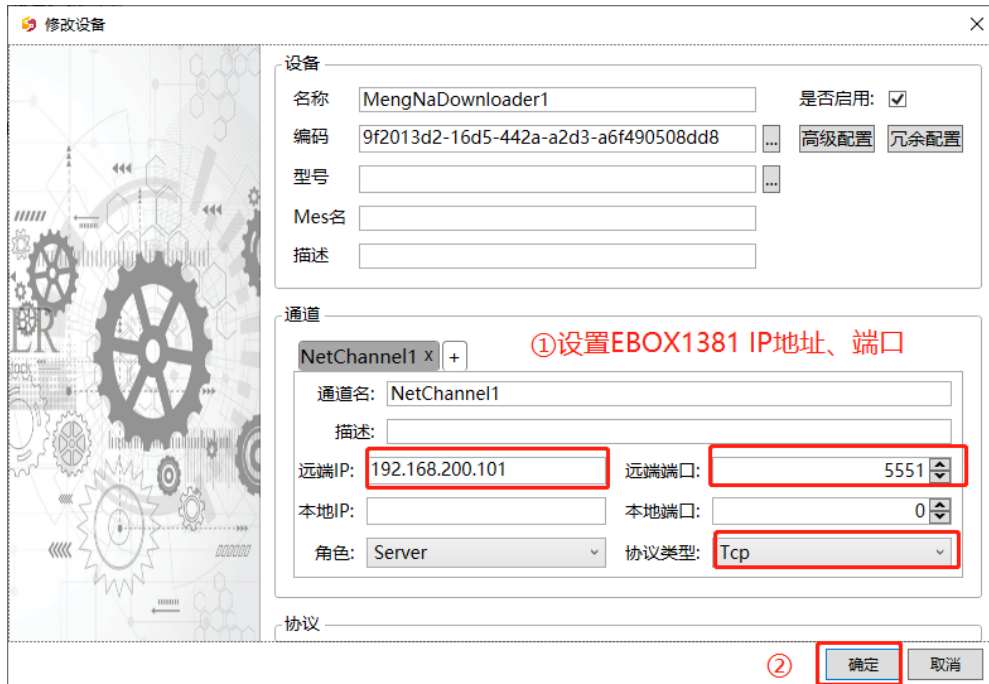 修改设备
设备
名称 MengNaDownloader1 是否启用:
编码 9f2013d2-16d5-442a-a2d3-a6f490508dd8 ... 高级配置 冗余配置
型号 ...
Mes名
描述
通道
NetChannel1 x + ①设置EBOX1381 IP地址、端口
通道名: NetChannel1
描述:
远端IP: 192.168.200.101 远端端口: 5551
本地IP: 本地端口: 0
角色: Server 协议类型: Tcp
协议
② 确定 取消
ER